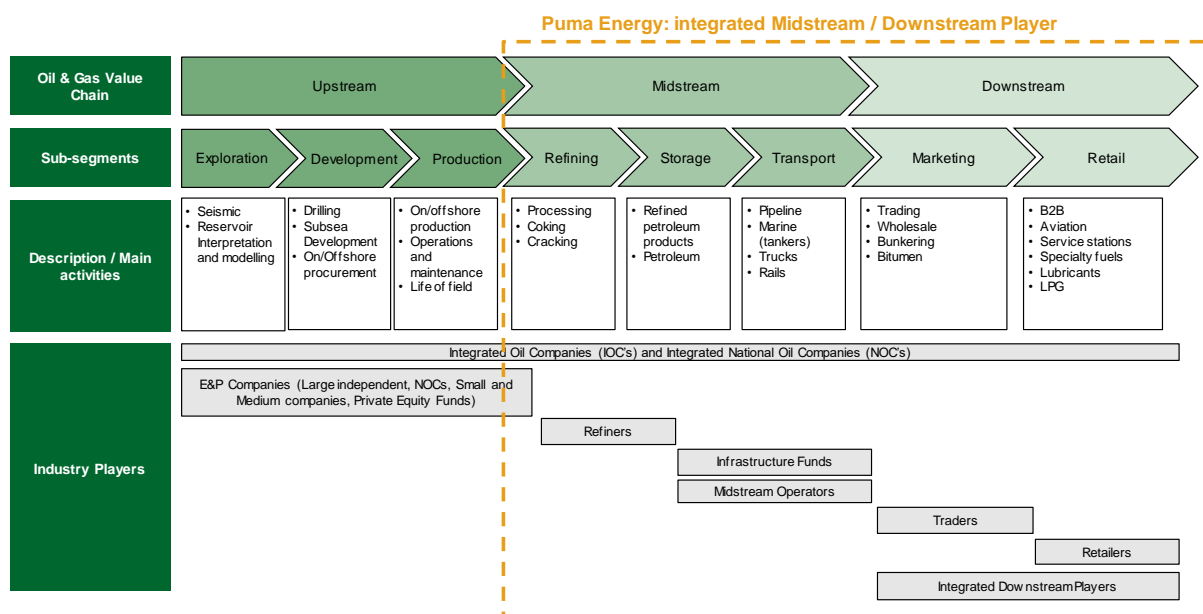 Puma Energy: integrated Midstream / Downstream Player
Oil & Gas Value
Chain
Upstream
Midstream
Downstream
Sub-segments
Exploration
Development
Production
Refining
Storage
Transport
Marketing
Retail
Description / Main
activities
• Seismic
• Reservoir
Interpretation
and modelling
• Drilling
• Subsea
Development
• On/Offshore
procurement
• On/offshore
production
• Operations
and
maintenance
• Life of field
• Processing
• Coking
• Cracking
• Refined
petroleum
products
• Petroleum
• Pipeline
• Marine
(tankers)
• Trucks
• Rails
• Trading
• Wholesale
• Bunkering
• Bitumen
• B2B
• Aviation
• Service stations
• Specialty fuels
• Lubricants
• LPG
Industry Players
Integrated Oil Companies (IOC's) and Integrated National Oil Companies (NOC's)
E&P Companies (Large independent, NOCs, Small and
Medium companies, Private Equity Funds)
Refiners
Infrastructure Funds
Midstream Operators
Traders
Retailers
Integrated Downstream Players